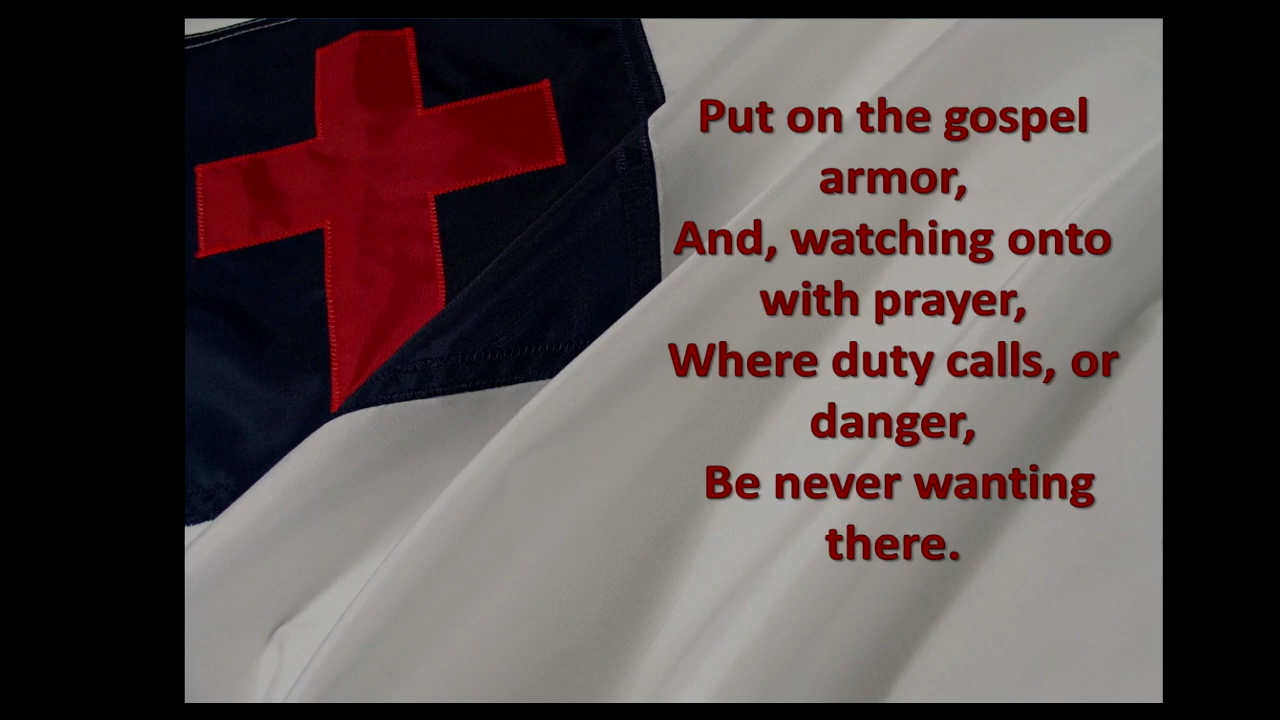 Put on the gospel
armor,
And, watching onto
with prayer,
Where duty calls, or
danger,
Be never wanting
there.